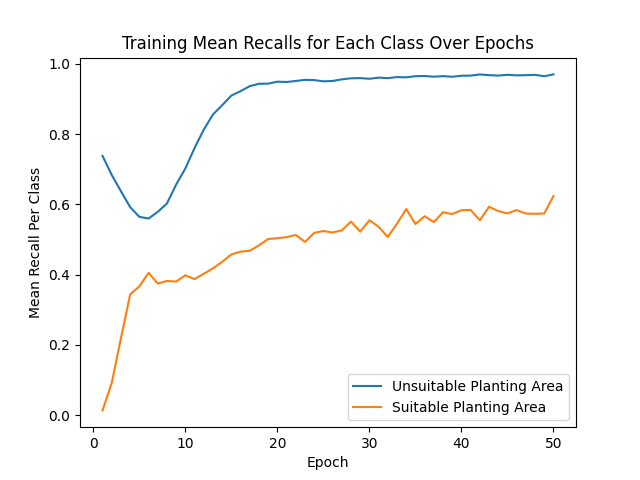 Training Mean Recalls for Each Class Over Epochs
Mean Recall Per Class
1.0
0.8
0.6
0.4
0.2
0.0
Unsuitable Planting Area
Suitable Planting Area
0 10 20 30 40 50
Epoch